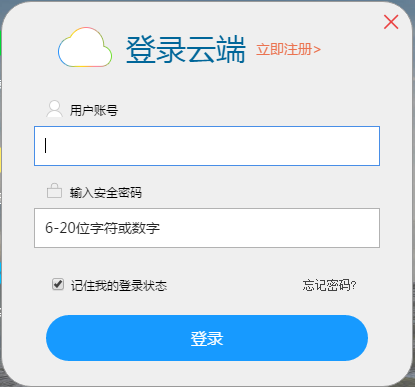 登录云端 立即注册>
用户账号
输入安全密码
6-20位字符或数字
记住我的登录状态 忘记密码?
登录